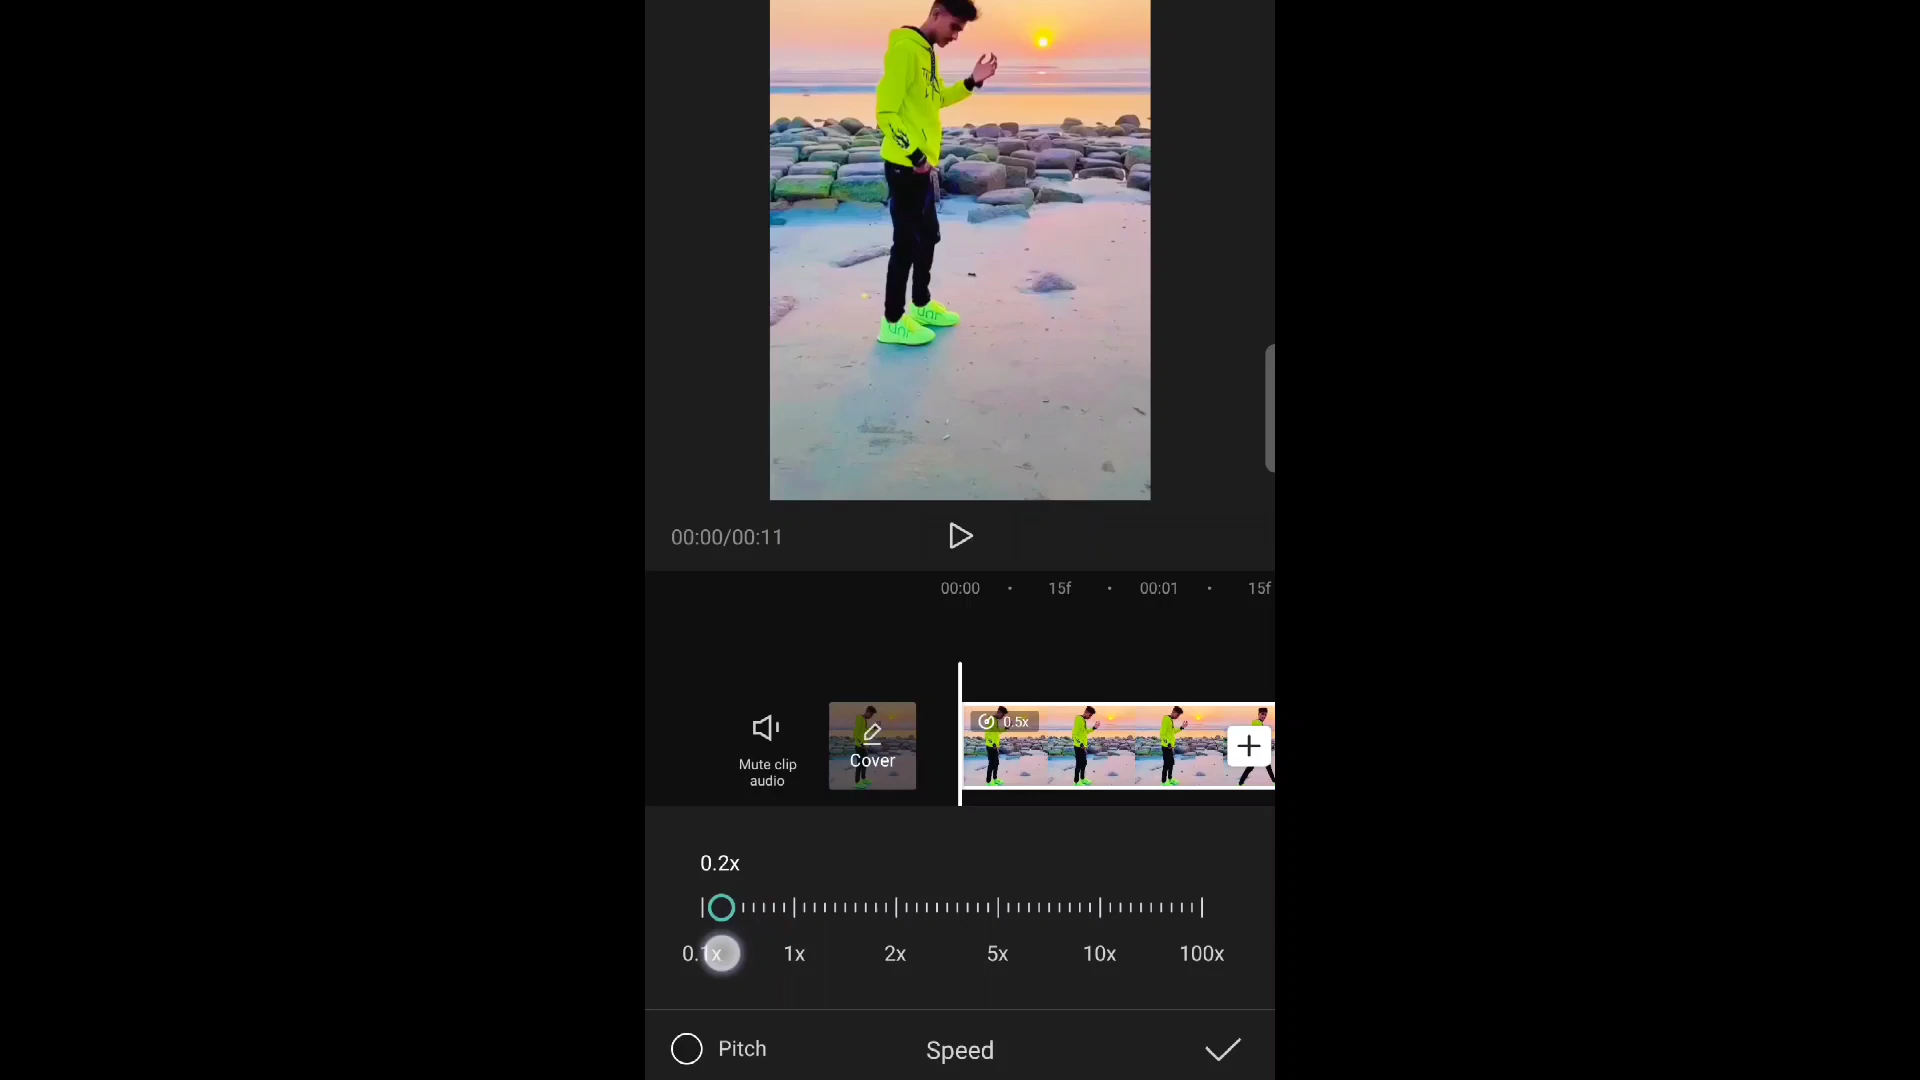 00:00/00:11
00:00 15f 00:01 15f
0.5x
Mute clip
audio
Cover
0.2x
0.1x 1x 2x 5x 10x 100x
Pitch Speed